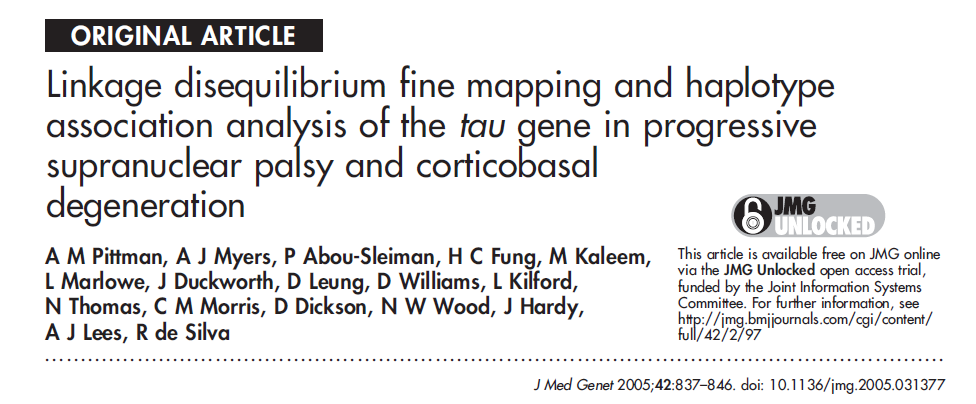 ORIGINAL ARTICLE
Linkage disequilibrium fine mapping and haplotype
association analysis of the tau gene in progressive
supranuclear palsy and corticobasal
degeneration
JMG
UNLOCKED
A M Pittman, A J Myers, P Abou-Sleiman, H C Fung, M Kaleem,
L Marlowe, J Duckworth, D Leung, D Williams, L Kilford,
N Thomas, C M Morris, D Dickson, N W Wood, J Hardy,
A J Lees, R de Silva
This article is available free on JMG online
via the JMG Unlocked open access trial,
funded by the Joint Information Systems
Committee. For further information, see
http://jmg.bmjjournals.com/cgi/content/
full/42/2/97
J Med Genet 2005;42:837–846. doi: 10.1136/jmg.2005.031377